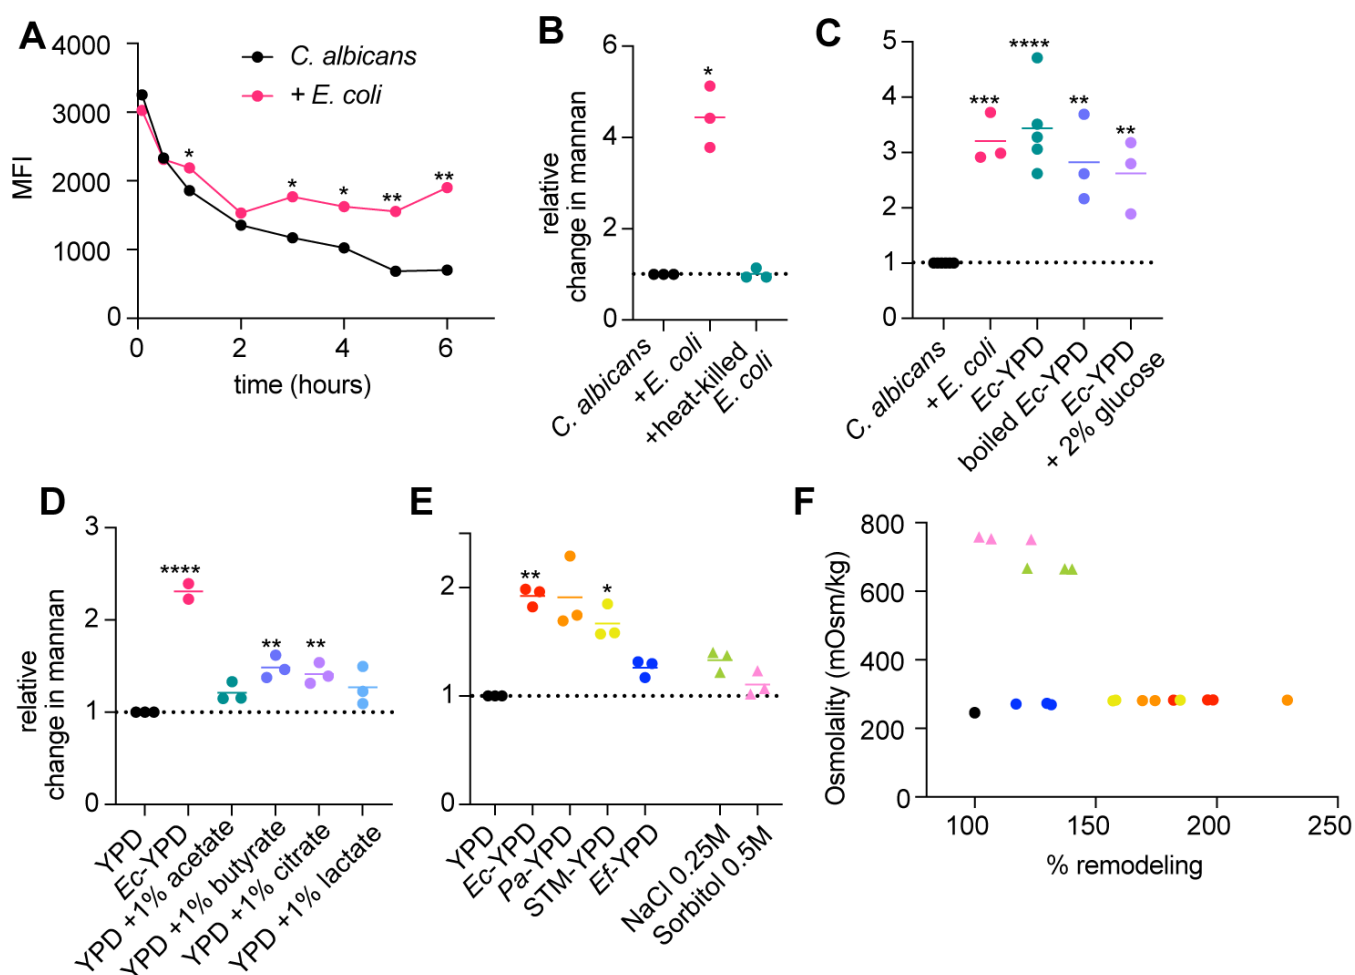 A
4000
3000
2000
1000
0
MFI
C. albicans
+ E. coli
*
*
*
**
**
0
2
4
6
time (hours)
B
6
4
2
0
relative
change in mannan
*
C. albicans
+E. coli
+heat-killed
E. coli
C
5
4
3
2
1
0
***
****
**
**
C. albicans
+ E. coli
Ec-YPD
boiled Ec-YPD
Ec-YPD
+ 2% glucose
D
3
2
1
0
relative
change in mannan
****
**
**
YPD
Ec-YPD
YPD +1% acetate
YPD +1% butyrate
YPD +1% citrate
YPD +1% lactate
E
2
1
0
**
*
YPD
Ec-YPD
Pa-YPD
STM-YPD
Ef-YPD
NaCl 0.25M
Sorbitol 0.5M
F
800
600
400
200
0
Osmolality (mOsm/kg)
100
150
200
250
% remodeling